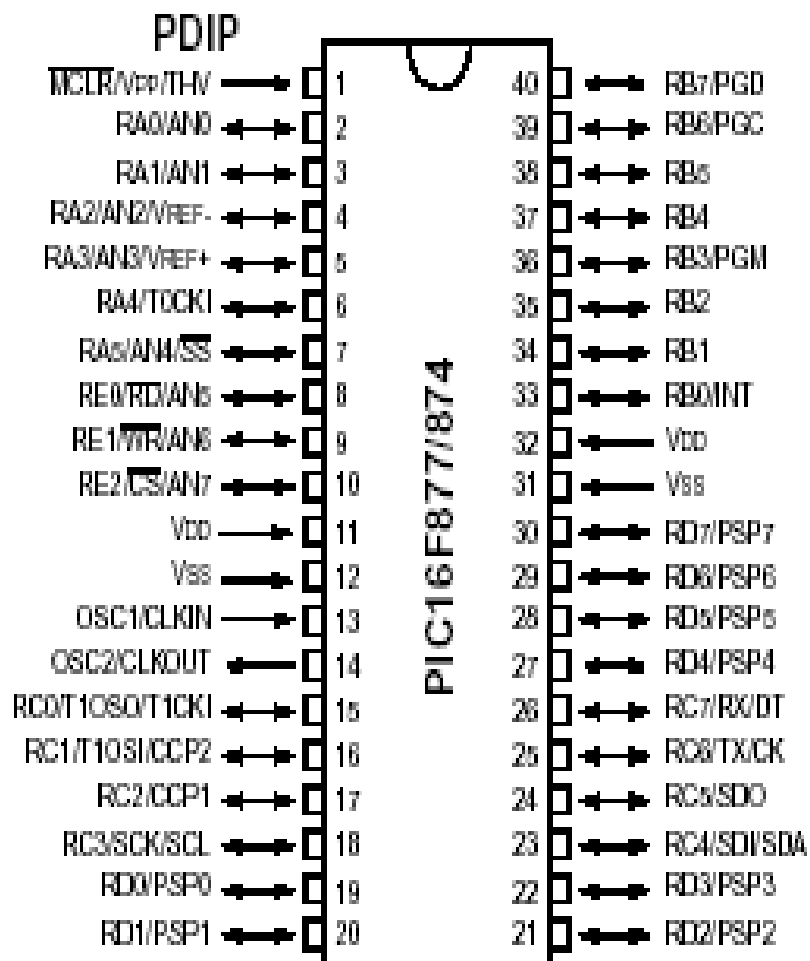 PDIP
MCLR/VPP/THV 1 40 RB7/PGD
RA0/AN0 2 39 RB6/PGC
RA1/AN1 3 38 RB5
RA2/AN2/VREF- 4 37 RB4
RA3/AN3/VREF+ 5 36 RB3/PGM
RA4/T0CKI 6 35 RB2
RA5/AN4/SS 7 34 RB1
RE0/RD/AN5 8 33 RB0/INT
RE1/WR/AN6 9 32 VDD
RE2/CS/AN7 10 31 VSS
VDD 11 30 RD7/PSP7
VSS 12 29 RD6/PSP6
OSC1/CLKIN 13 28 RD5/PSP5
OSC2/CLKOUT 14 27 RD4/PSP4
RC0/T1OSO/T1CKI 15 26 RC7/RX/DT
RC1/T1OSI/CCP2 16 25 RC6/TX/CK
RC2/CCP1 17 24 RC5/SDO
RC3/SCK/SCL 18 23 RC4/SDI/SDA
RD0/PSP0 19 22 RD3/PSP3
RD1/PSP1 20 21 RD2/PSP2
PIC16F877/874